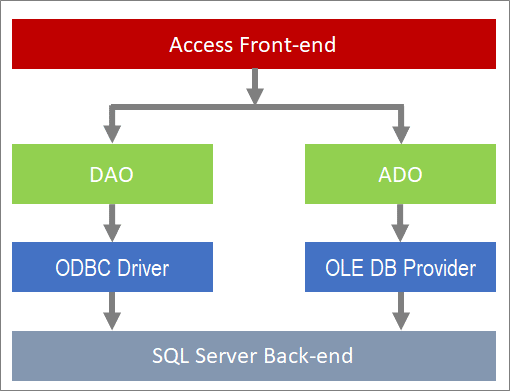 Access Front-end
DAO
ADO
ODBC Driver
OLE DB Provider
SQL Server Back-end